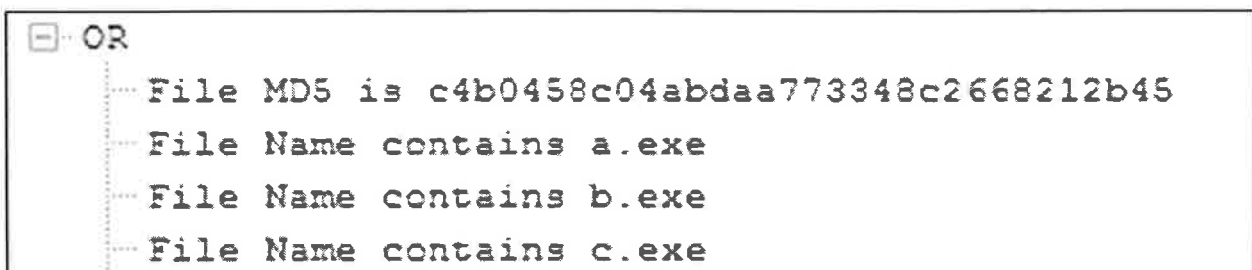 OR
File MD5 is c4b0458c04abdaa773348c2668212b45
File Name contains a.exe
File Name contains b.exe
File Name contains c.exe